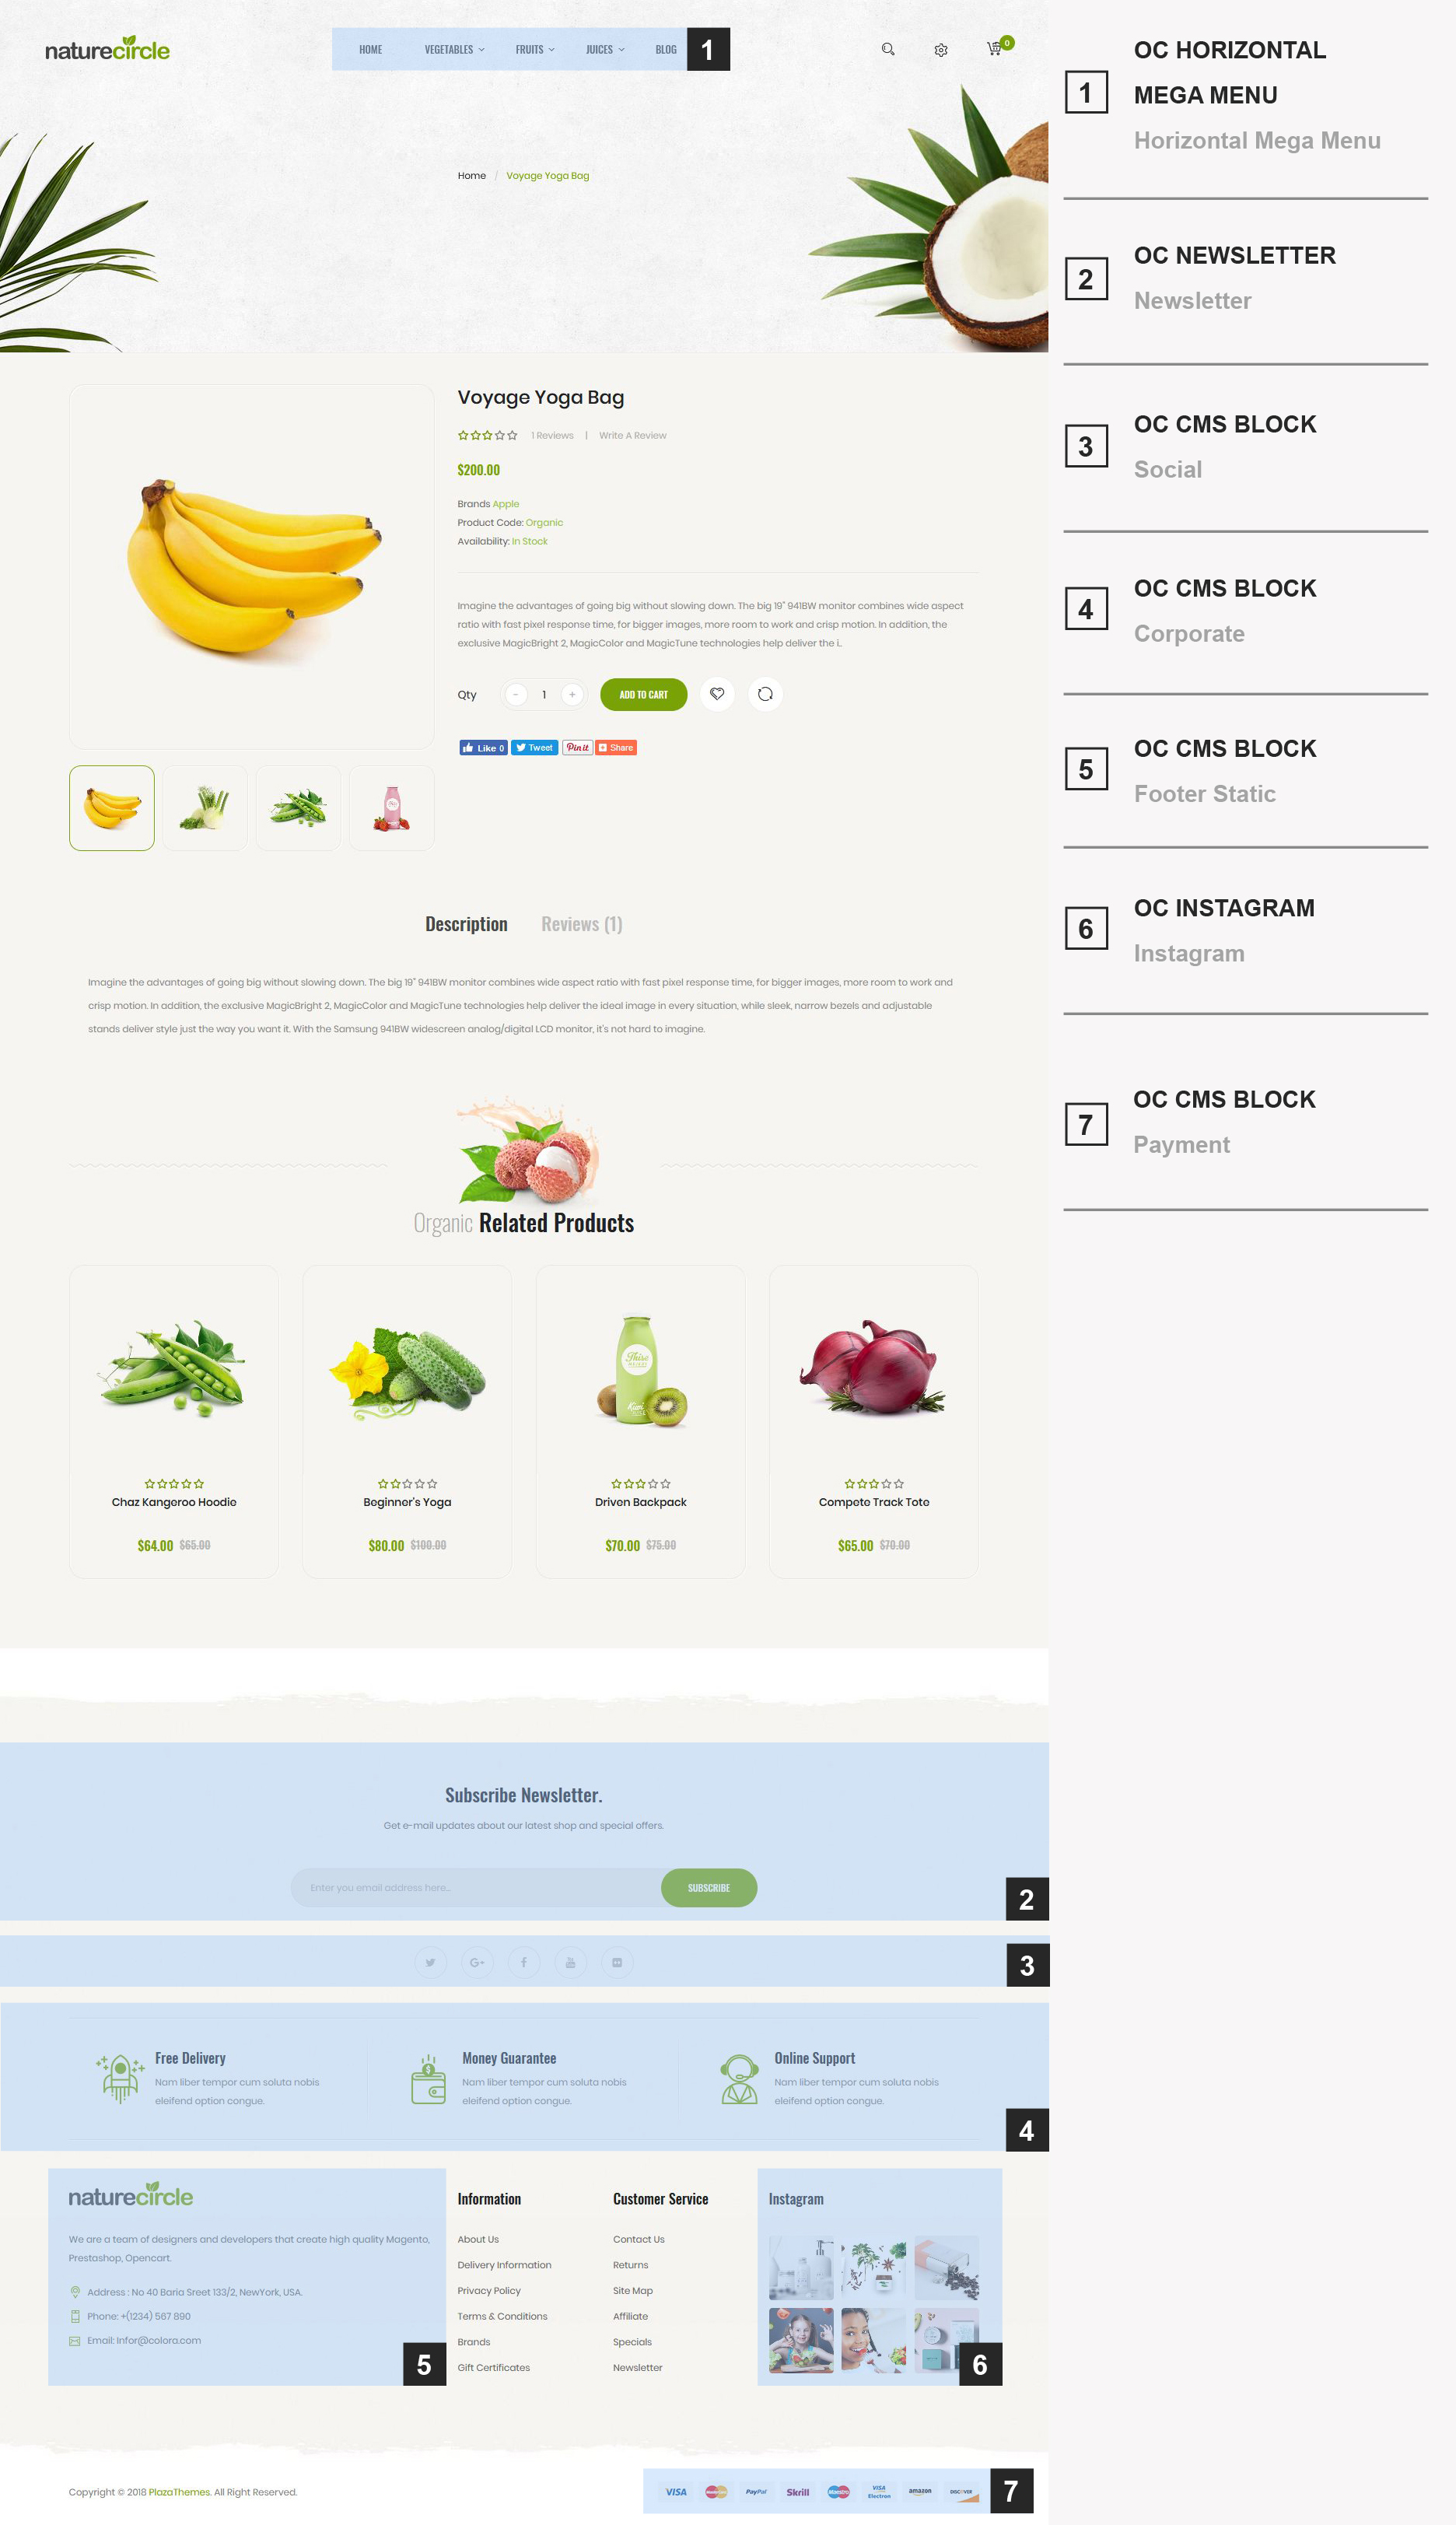 naturecircle
HOME VEGETABLES FRUITS JUICES BLOG 1
0
Home / Voyage Yoga Bag
Voyage Yoga Bag
1 Reviews | Write A Review
$200.00
Brands Apple
Product Code: Organic
Availability: In Stock
Imagine the advantages of going big without slowing down. The big 19" 941BW monitor combines wide aspect
ratio with fast pixel response time, for bigger images, more room to work and crisp motion. In addition, the
exclusive MagicBright 2, MagicColor and MagicTune technologies help deliver the i..
Qty - 1 + ADD TO CART
Like 0 Tweet Pin it Share
Description Reviews (1)
Imagine the advantages of going big without slowing down. The big 19" 941BW monitor combines wide aspect ratio with fast pixel response time, for bigger images, more room to work and
crisp motion. In addition, the exclusive MagicBright 2, MagicColor and MagicTune technologies help deliver the ideal image in every situation, while sleek, narrow bezels and adjustable
stands deliver style just the way you want it. With the Samsung 941BW widescreen analog/digital LCD monitor, it's not hard to imagine.
Organic Related Products
Chaz Kangeroo Hoodie
$64.00 $65.00
Beginner's Yoga
$80.00 $100.00
Driven Backpack
$70.00 $75.00
Compete Track Tote
$65.00 $70.00
Subscribe Newsletter.
Get e-mail updates about our latest shop and special offers.
Enter you email address here... SUBSCRIBE
2
3
Free Delivery
Nam liber tempor cum soluta nobis
eleifend option congue.
Money Guarantee
Nam liber tempor cum soluta nobis
eleifend option congue.
Online Support
Nam liber tempor cum soluta nobis
eleifend option congue.
4
naturecircle
We are a team of designers and developers that create high quality Magento,
Prestashop, Opencart.
Address : No 40 Baria Sreet 133/2, NewYork, USA.
Phone: +(1234) 567 890
Email: Infor@colora.com
5
Information
About Us
Delivery Information
Privacy Policy
Terms & Conditions
Brands
Gift Certificates
Customer Service
Contact Us
Returns
Site Map
Affiliate
Specials
Newsletter
Instagram
6
Copyright © 2018 PlazaThemes. All Right Reserved.
VISA PayPal Skrill Maestro VISA Electron amazon DISCOVER 7
1
OC HORIZONTAL
MEGA MENU
Horizontal Mega Menu
2
OC NEWSLETTER
Newsletter
3
OC CMS BLOCK
Social
4
OC CMS BLOCK
Corporate
5
OC CMS BLOCK
Footer Static
6
OC INSTAGRAM
Instagram
7
OC CMS BLOCK
Payment